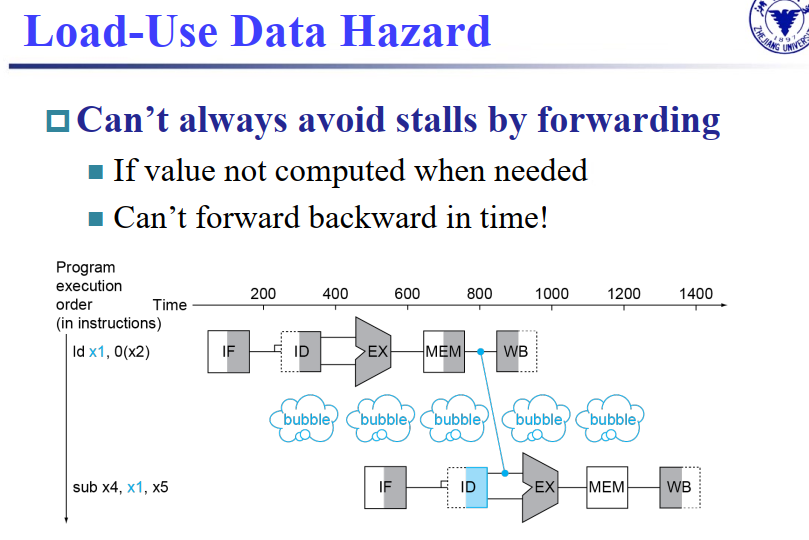 Load-Use Data Hazard
ZHEJIANG UNIVERS
1897
Can't always avoid stalls by forwarding
If value not computed when needed
Can't forward backward in time!
Program
execution
order
(in instructions)
Time
200 400 600 800 1000 1200 1400
ld x1, 0(x2)
IF ID EX MEM WB
bubble bubble bubble bubble bubble
sub x4, x1, x5
IF ID EX MEM WB